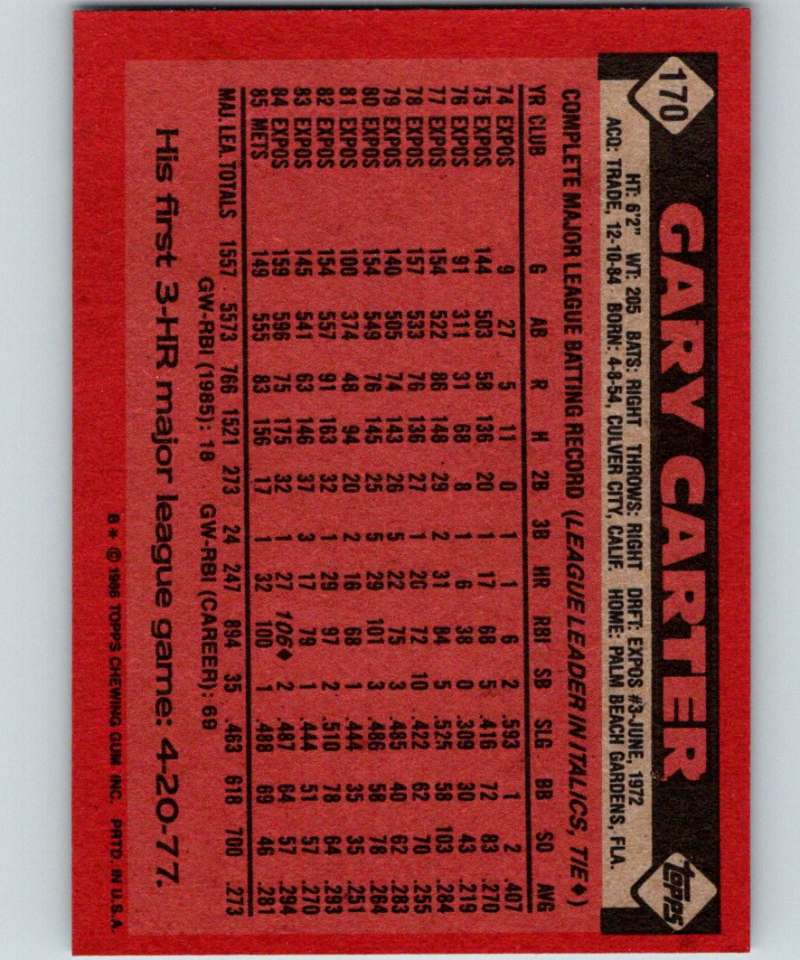 170
GARY CARTER
topps
HT: 6'2" WT: 205 BATS: RIGHT THROWS: RIGHT DRFT: EXPOS #3-JUNE, 1972
ACQ: TRADE, 12-10-84 BORN: 4-8-54, CULVER CITY, CALIF. HOME: PALM BEACH GARDENS, FLA.
COMPLETE MAJOR LEAGUE BATTING RECORD (LEAGUE LEADER IN ITALICS, TIE♦)
YR CLUB G AB R H 2B 3B HR RBI SB SLG BB SO AVG
74 EXPOS 9 27 5 11 0 1 1 6 2 .593 1 2 .407
75 EXPOS 144 503 58 136 20 1 17 68 5 .416 72 83 .270
76 EXPOS 91 311 31 68 8 1 6 38 0 .309 30 43 .219
77 EXPOS 154 522 86 148 29 2 31 84 5 .525 58 103 .284
78 EXPOS 157 533 76 136 27 1 20 72 10 .422 62 70 .255
79 EXPOS 140 505 74 143 26 5 22 75 3 .485 40 62 .283
80 EXPOS 154 549 76 145 25 5 29 101 3 .486 58 78 .264
81 EXPOS 100 374 48 94 20 2 16 68 1 .444 35 35 .251
82 EXPOS 154 557 91 163 32 1 29 97 2 .510 78 64 .293
83 EXPOS 145 541 63 146 37 3 17 79 1 .444 51 57 .270
84 EXPOS 159 596 75 175 32 1 27 106♦ 2 .487 64 57 .294
85 METS 149 555 83 156 17 1 32 100 1 .488 69 46 .281
MAJ. LEA. TOTALS 1557 5573 766 1521 273 24 247 894 35 .463 618 700 .273
GW-RBI (1985): 18 GW-RBI (CAREER): 69
His first 3-HR major league game: 4-20-77.
B* © 1986 TOPPS CHEWING GUM INC. PRTD. IN U.S.A.